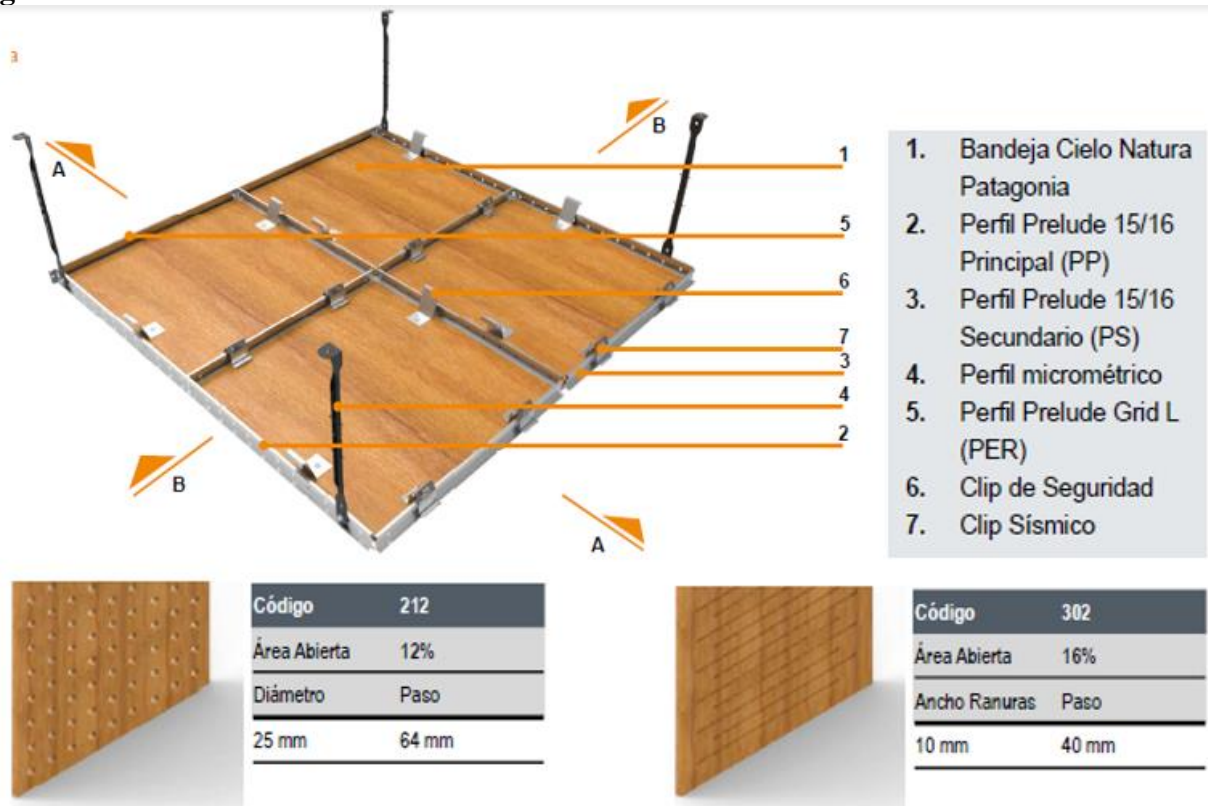 g
a
B
A
1
5
6
7
3
4
2
B
A
1. Bandeja Cielo Natura
Patagonia
2. Perfil Prelude 15/16
Principal (PP)
3. Perfil Prelude 15/16
Secundario (PS)
4. Perfil micrométrico
5. Perfil Prelude Grid L
(PER)
6. Clip de Seguridad
7. Clip Sísmico
Código 212
Área Abierta 12%
Diámetro Paso
25 mm 64 mm
Código 302
Área Abierta 16%
Ancho Ranuras Paso
10 mm 40 mm